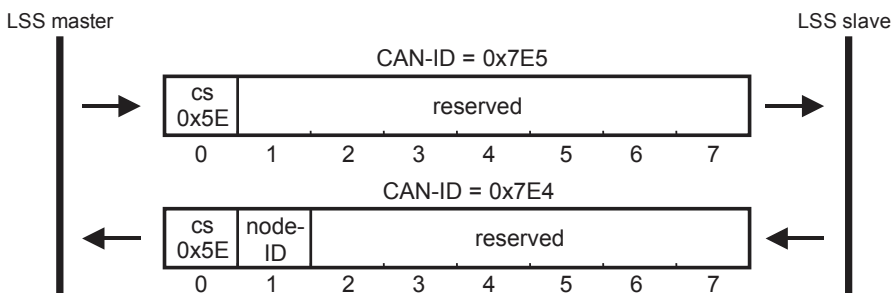 LSS master
LSS slave
CAN-ID = 0x7E5
cs
0x5E
reserved
0 1 2 3 4 5 6 7
CAN-ID = 0x7E4
cs
0x5E
node-
ID
reserved
0 1 2 3 4 5 6 7